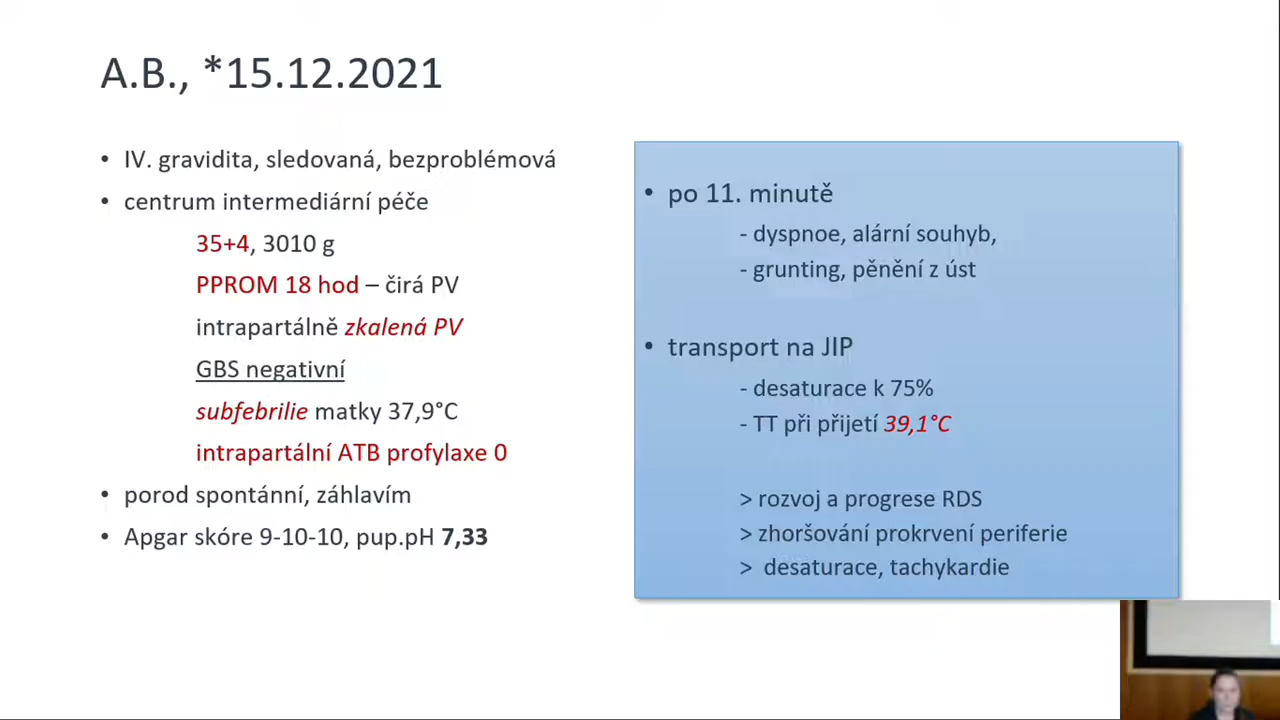 A.B., *15.12.2021
• IV. gravidita, sledovaná, bezproblémová
• centrum intermediární péče
35+4, 3010 g
PPROM 18 hod – čirá PV
intrapartálně zkalená PV
GBS negativní
subfebrilie matky 37,9°C
intrapartální ATB profylaxe 0
• porod spontánní, záhlavím
• Apgar skóre 9-10-10, pup.pH 7,33
• po 11. minutě
- dyspnoe, alární souhyb,
- grunting, pěnění z úst
• transport na JIP
- desaturace k 75%
- TT při přijetí 39,1°C
> rozvoj a progrese RDS
> zhoršování prokrvení periferie
> desaturace, tachykardie